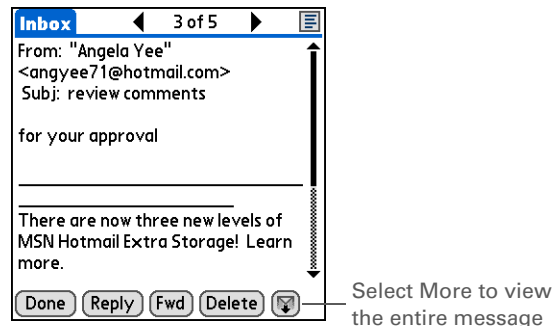 Inbox 3 of 5
From: "Angela Yee"
<angyee71@hotmail.com>
Subj: review comments
for your approval
There are now three new levels of
MSN Hotmail Extra Storage! Learn
more.
Done Reply Fwd Delete
Select More to view
the entire message